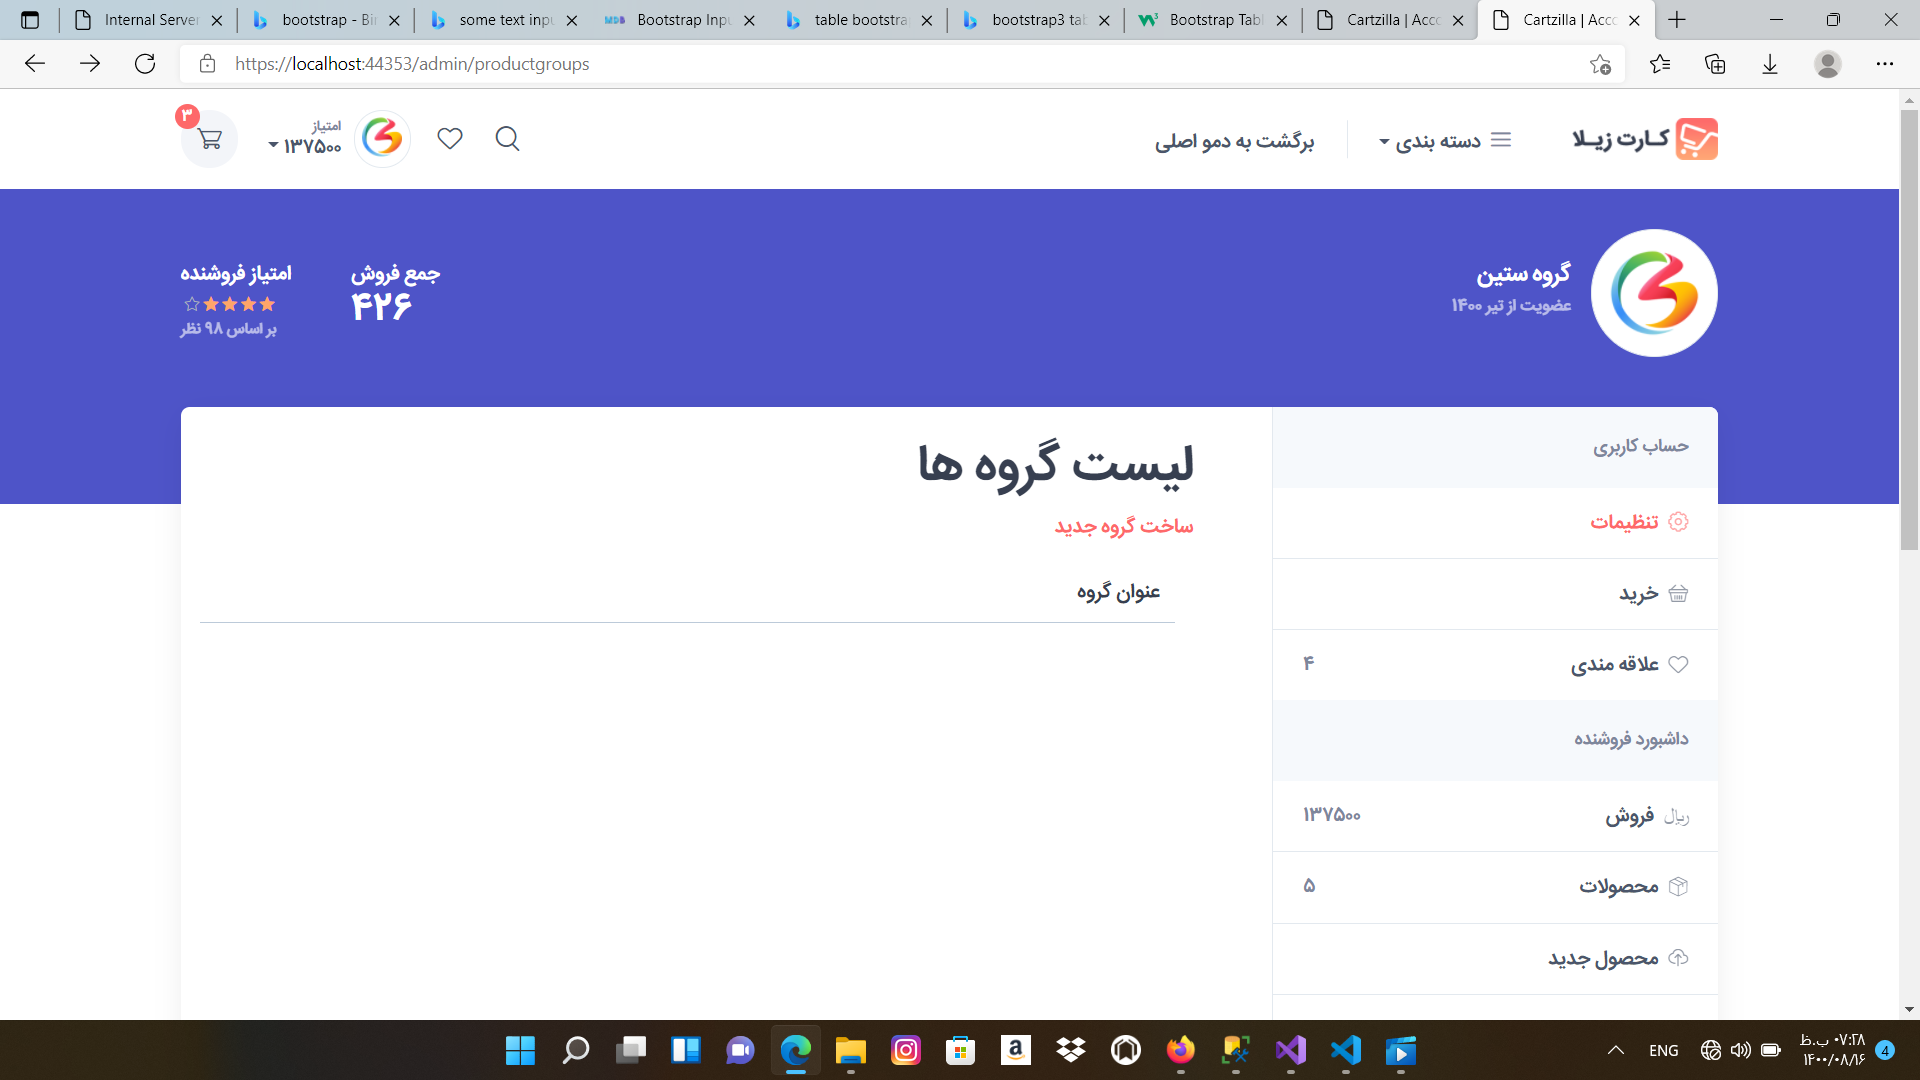 Internal Server
bootstrap - Bi
some text inp
Bootstrap Inpu
table bootstra
bootstrap3 tab
Bootstrap Tabl
Cartzilla | Acco
Cartzilla | Acco
https://localhost:44353/admin/productgroups
کارت زیلا
دسته بندی
برگشت به دمو اصلی
امتیاز
۱۳۷۵۰۰
۳
گروه ستین
عضویت از تیر ۱۴۰۰
جمع فروش
۴۲۶
امتیاز فروشنده
بر اساس ۹۸ نظر
حساب کاربری
تنظیمات
خرید
علاقه مندی
۴
داشبورد فروشنده
ریال فروش
۱۳۷۵۰۰
محصولات
۵
محصول جدید
لیست گروه ها
ساخت گروه جدید
عنوان گروه
ENG
۰۷:۲۸ ب.ظ
۱۴۰۰/۰۸/۱۶
4